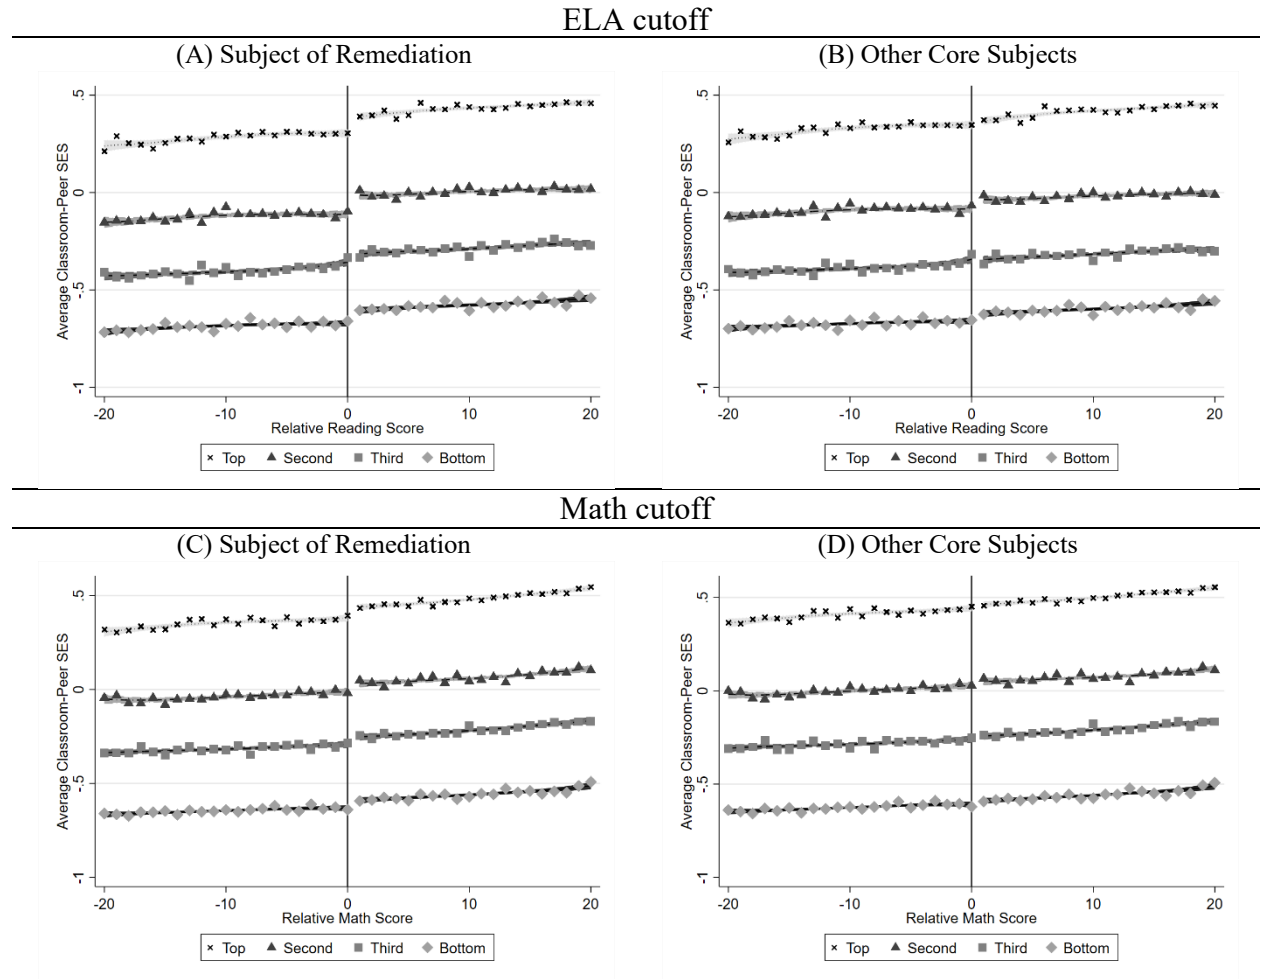 ELA cutoff
(A) Subject of Remediation
(B) Other Core Subjects
Average Classroom-Peer SES
.5
0
-.5
-1
-20 -10 0 10 20
Relative Reading Score
Top Second Third Bottom
Average Classroom-Peer SES
.5
0
-.5
-1
-20 -10 0 10 20
Relative Reading Score
Top Second Third Bottom
Math cutoff
(C) Subject of Remediation
(D) Other Core Subjects
Average Classroom-Peer SES
.5
0
-.5
-1
-20 -10 0 10 20
Relative Math Score
Top Second Third Bottom
Average Classroom-Peer SES
.5
0
-.5
-1
-20 -10 0 10 20
Relative Math Score
Top Second Third Bottom